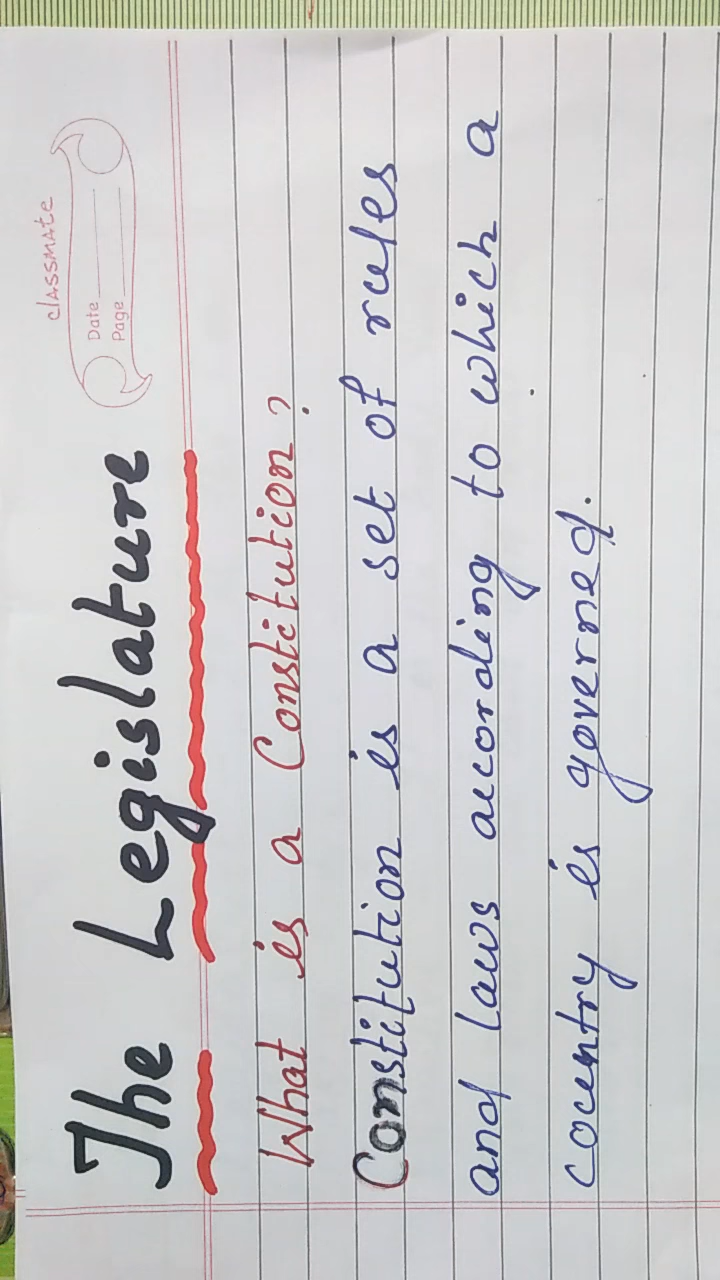 classmate
Date
Page
The Legislature
What is a Constitution?
Constitution is a set of rules
and laws according to which a
country is governed.